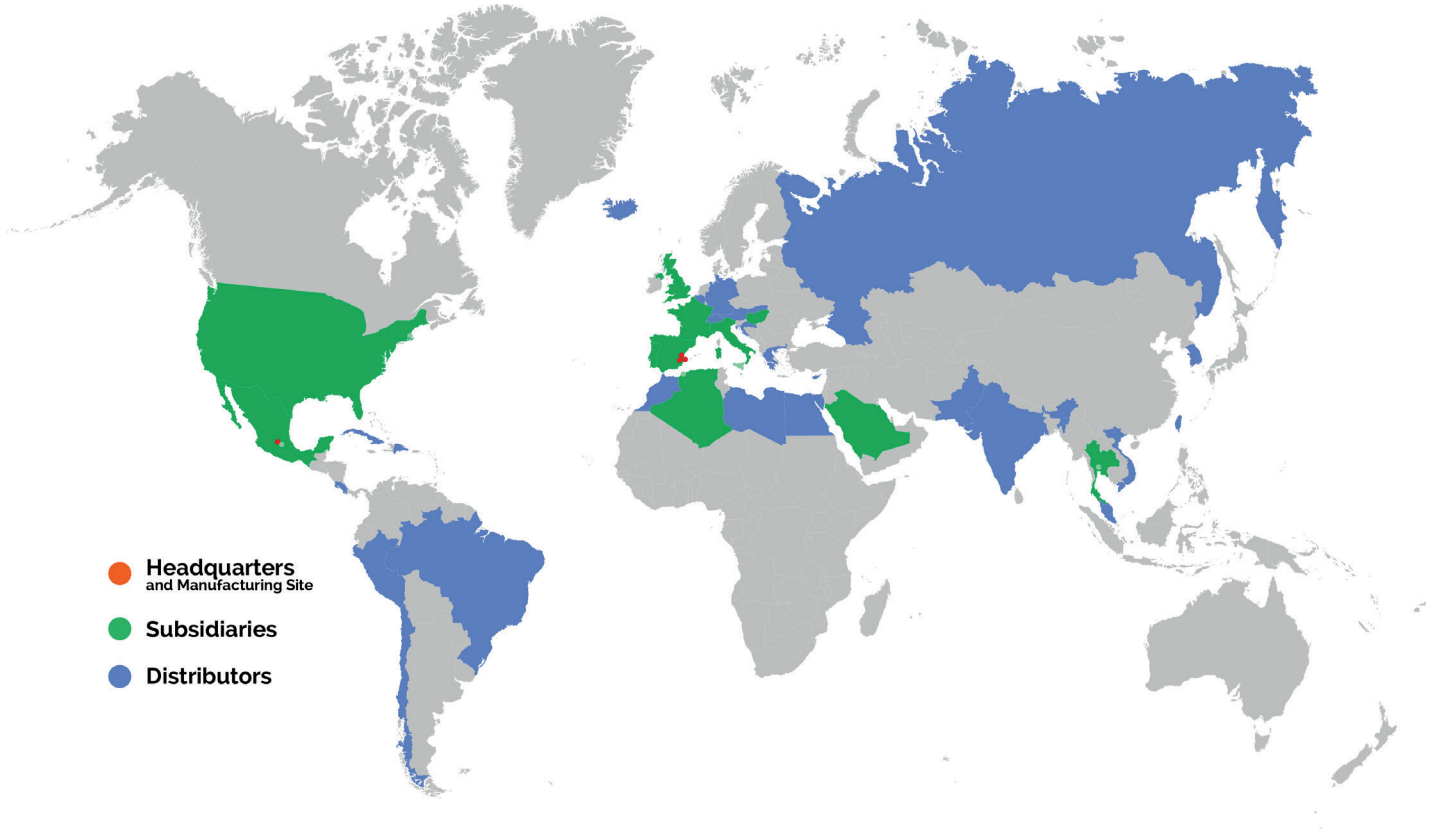 Headquarters
and Manufacturing Site
Subsidiaries
Distributors